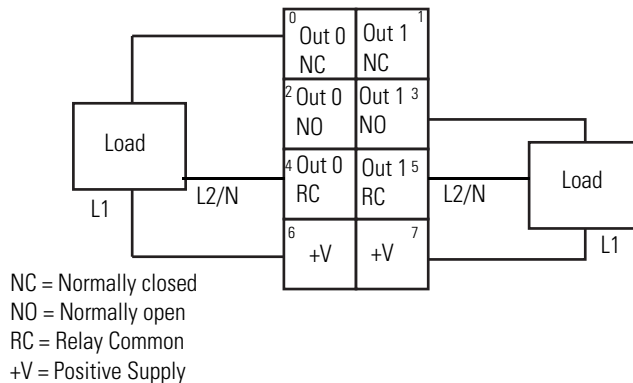 0 Out 0 NC
Out 1 1 NC
2 Out 0 NO
Out 1 3 NO
4 Out 0 RC
Out 1 5 RC
6 +V
7 +V
Load
L1
L2/N
L2/N
Load
L1
NC = Normally closed
NO = Normally open
RC = Relay Common
+V = Positive Supply